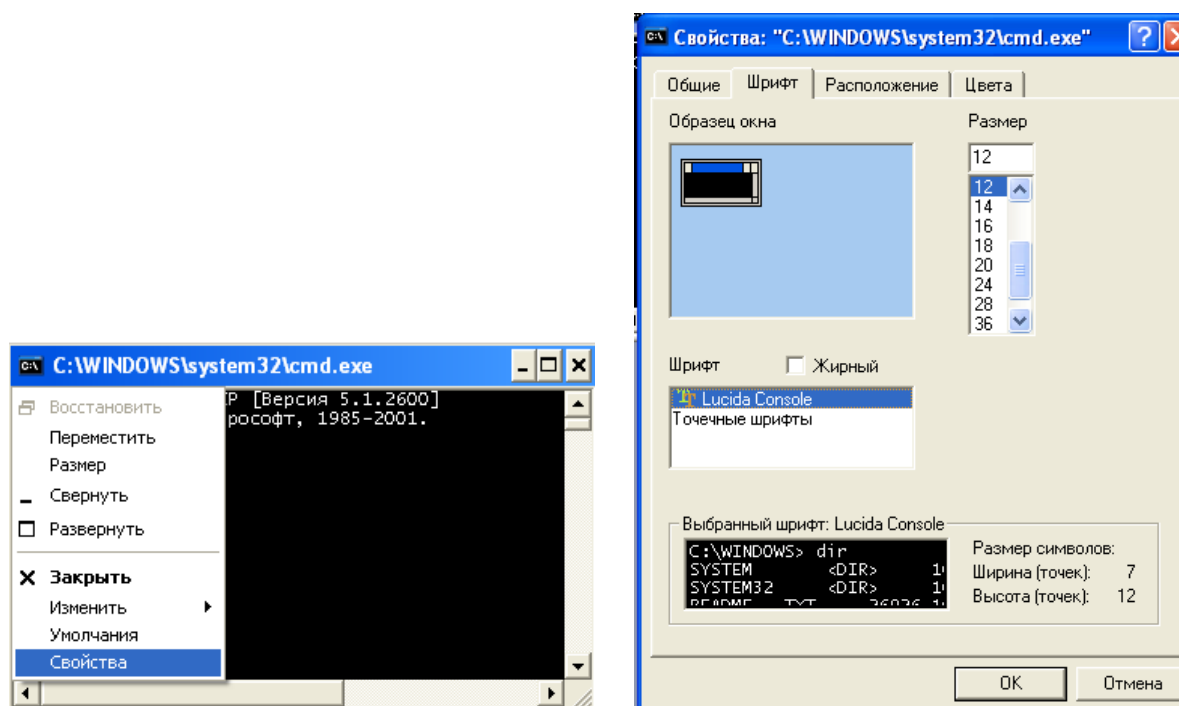 C:\WINDOWS\system32\cmd.exe
P [Версия 5.1.2600]
рософт, 1985-2001.
Восстановить
Переместить
Размер
Свернуть
Развернуть
Закрыть
Изменить
Умолчания
Свойства
Свойства: "C:\WINDOWS\system32\cmd.exe"
Общие Шрифт Расположение Цвета
Образец окна Размер
12
12
14
16
18
20
24
28
36
Шрифт Жирный
Lucida Console
Точечные шрифты
Выбранный шрифт: Lucida Console
C:\WINDOWS> dir
SYSTEM <DIR>
SYSTEM32 <DIR>
README TXT
Размер символов:
Ширина (точек): 7
Высота (точек): 12
OK Отмена